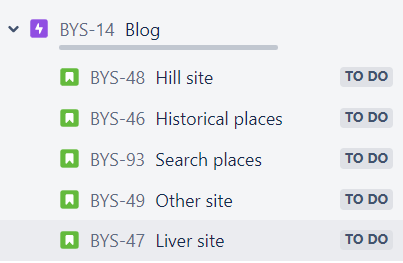 BYS-14 Blog
BYS-48 Hill site TO DO
BYS-46 Historical places TO DO
BYS-93 Search places TO DO
BYS-49 Other site TO DO
BYS-47 Liver site TO DO